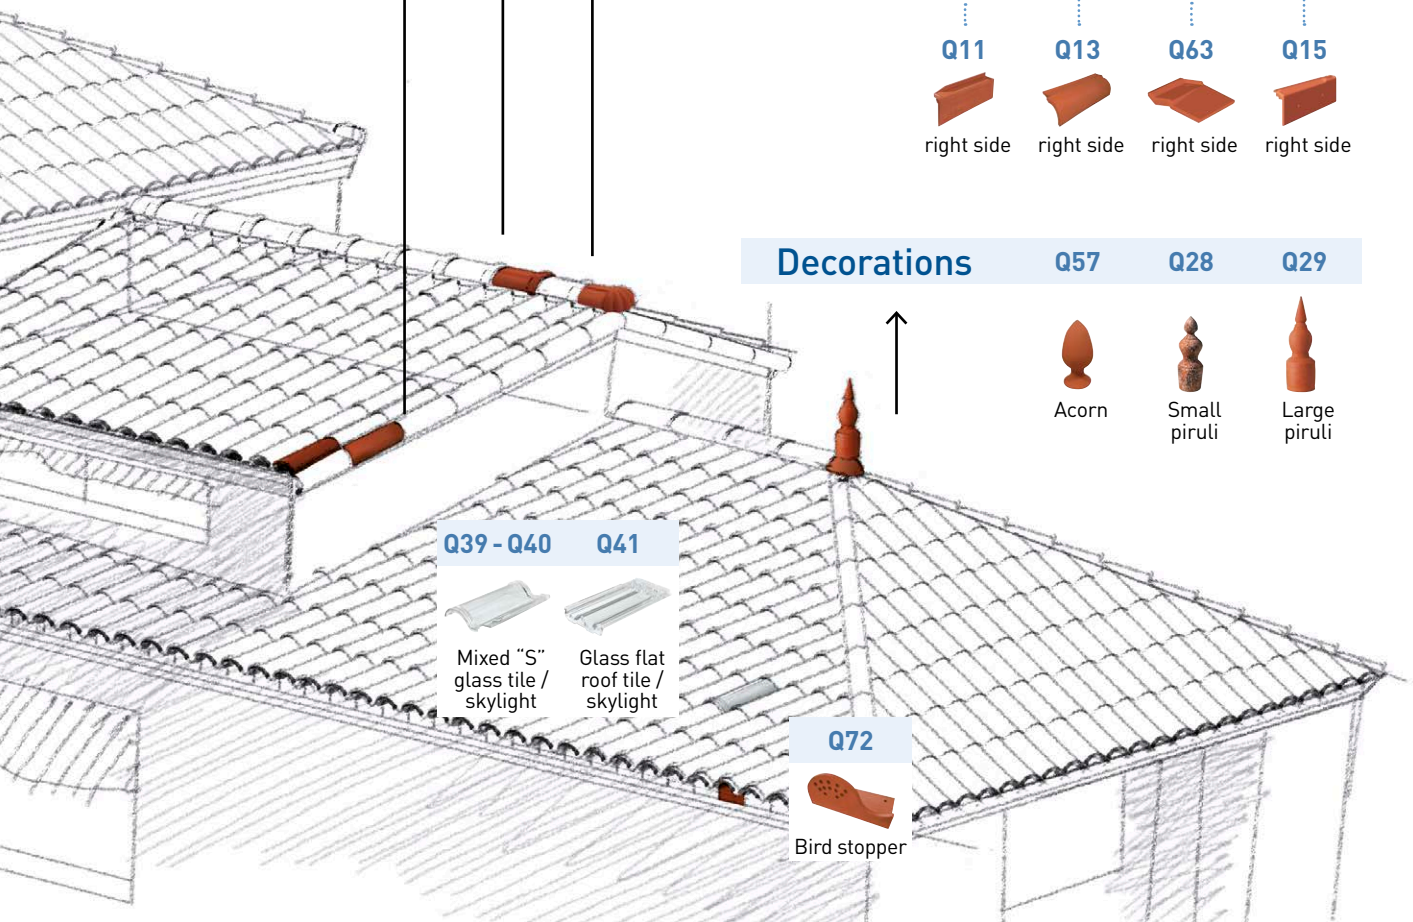 Q11 Q13 Q63 Q15
right side right side right side right side
Decorations Q57 Q28 Q29
Acorn Small Large
piruli piruli
Q39 - Q40 Q41
Mixed “S” Glass flat
glass tile / roof tile /
skylight skylight
Q72
Bird stopper